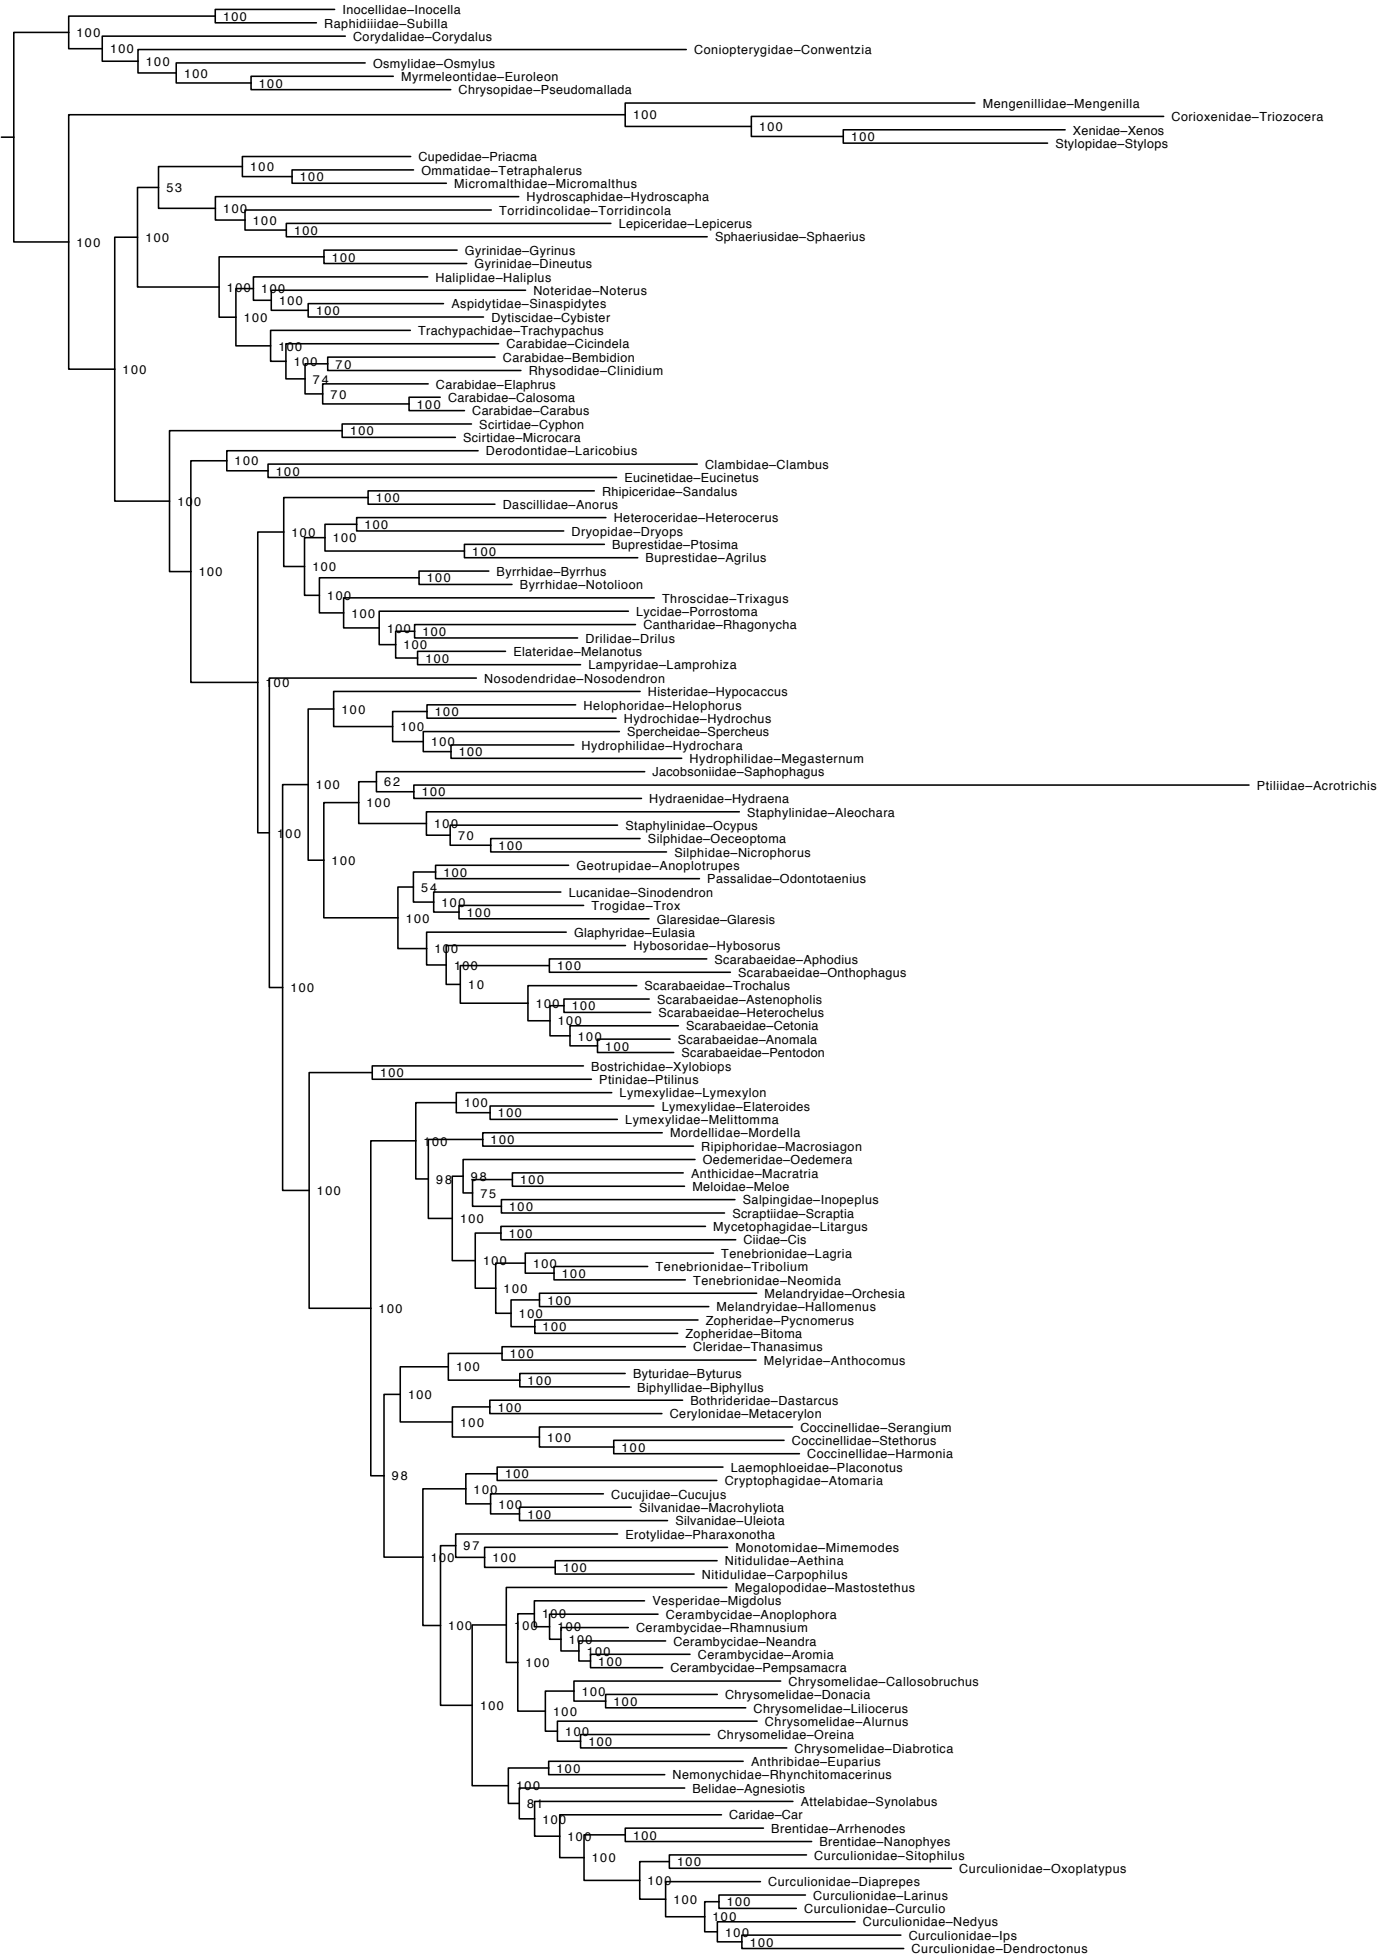 Inocellidae–Inocella
100
Raphidiiidae–Subilla
100
Corydalidae–Corydalus
100
Coniopterygidae–Conwentzia
100
Osmylidae–Osmylus
100
Myrmeleontidae–Euroleon
100
Chrysopidae–Pseudomallada
Mengenillidae–Mengenilla
100
Corioxenidae–Triozocera
100
Xenidae–Xenos
100
Stylopidae–Stylops
Cupedidae–Priacma
100
Ommatidae–Tetraphalerus
100
Micromalthidae–Micromalthus
53
Hydroscaphidae–Hydroscapha
100
Torridincolidae–Torridincola
100
Lepiceridae–Lepicerus
100
Sphaeriusidae–Sphaerius
100
100
Gyrinidae–Gyrinus
100
Gyrinidae–Dineutus
Haliplidae–Haliplus
100
100
Noteridae–Noterus
100
Aspidytidae–Sinaspidytes
100
Dytiscidae–Cybister
100
Trachypachidae–Trachypachus
100
Carabidae–Cicindela
100
Carabidae–Bembidion
70
Rhysodidae–Clinidium
100
74
Carabidae–Elaphrus
70
Carabidae–Calosoma
100
Carabidae–Carabus
Scirtidae–Cyphon
100
Scirtidae–Microcara
Derodontidae–Laricobius
100
Clambidae–Clambus
100
Eucinetidae–Eucinetus
Rhipiceridae–Sandalus
100
100
Dascillidae–Anorus
Heteroceridae–Heterocerus
100
Dryopidae–Dryops
100
100
Buprestidae–Ptosima
100
Buprestidae–Agrilus
100
100
Byrrhidae–Byrrhus
100
Byrrhidae–Notolioon
100
Throscidae–Trixagus
100
Lycidae–Porrostoma
Cantharidae–Rhagonycha
100
100
Drilidae–Drilus
100
Elateridae–Melanotus
100
Lampyridae–Lamprohiza
Nosodendridae–Nosodendron
100
Histeridae–Hypocaccus
Helophoridae–Helophorus
100
100
Hydrochidae–Hydrochus
100
Spercheidae–Spercheus
100
Hydrophilidae–Hydrochara
100
Hydrophilidae–Megasternum
Jacobsoniidae–Saphophagus
62
100
Ptiliidae–Acrotrichis
100
Hydraenidae–Hydraena
100
Staphylinidae–Aleochara
100
Staphylinidae–Ocypus
100
70
Silphidae–Oeceoptoma
100
Silphidae–Nicrophorus
100
Geotrupidae–Anoplotrupes
100
Passalidae–Odontotaenius
54
Lucanidae–Sinodendron
100
Trogidae–Trox
100
100
Glaresidae–Glaresis
Glaphyridae–Eulasia
100
Hybosoridae–Hybosorus
Scarabaeidae–Aphodius
100
100
Scarabaeidae–Onthophagus
10
100
Scarabaeidae–Trochalus
Scarabaeidae–Astenopholis
100
100
Scarabaeidae–Heterochelus
100
Scarabaeidae–Cetonia
100
Scarabaeidae–Anomala
100
Scarabaeidae–Pentodon
Bostrichidae–Xylobiops
100
Ptinidae–Ptilinus
Lymexylidae–Lymexylon
100
Lymexylidae–Elateroides
100
Lymexylidae–Melittomma
Mordellidae–Mordella
100
100
Ripiphoridae–Macrosiagon
Oedemeridae–Oedemera
Anthicidae–Macratria
98
98
100
Meloidae–Meloe
100
75
Salpingidae–Inopeplus
100
Scraptiidae–Scraptia
100
Mycetophagidae–Litargus
100
Ciidae–Cis
Tenebrionidae–Lagria
100
100
Tenebrionidae–Tribolium
100
Tenebrionidae–Neomida
100
Melandryidae–Orchesia
100
100
Melandryidae–Hallomenus
100
Zopheridae–Pycnomerus
100
Zopheridae–Bitoma
Cleridae–Thanasimus
100
Melyridae–Anthocomus
100
Byturidae–Byturus
100
Biphyllidae–Biphyllus
100
Bothrideridae–Dastarcus
100
Cerylonidae–Metacerylon
100
Coccinellidae–Serangium
100
Coccinellidae–Stethorus
100
Coccinellidae–Harmonia
Laemophloeidae–Placonotus
98
100
Cryptophagidae–Atomaria
100
Cucujidae–Cucujus
100
Silvanidae–Macrohyliota
100
Silvanidae–Uleiota
Erotylidae–Pharaxonotha
97
Monotomidae–Mimemodes
100
100
Nitidulidae–Aethina
100
Nitidulidae–Carpophilus
Megalopodidae–Mastostethus
Vesperidae–Migdolus
100
Cerambycidae–Anoplophora
100
100
100
Cerambycidae–Rhamnusium
100
Cerambycidae–Neandra
100
Cerambycidae–Aromia
100
100
Cerambycidae–Pempsamacra
Chrysomelidae–Callosobruchus
100
Chrysomelidae–Donacia
100
100
Chrysomelidae–Liliocerus
100
Chrysomelidae–Alurnus
100
Chrysomelidae–Oreina
100
Chrysomelidae–Diabrotica
Anthribidae–Euparius
100
Nemonychidae–Rhynchitomacerinus
100
Belidae–Agnesiotis
81
Attelabidae–Synolabus
100
Caridae–Car
100
Brentidae–Arrhenodes
100
Brentidae–Nanophyes
100
Curculionidae–Sitophilus
100
Curculionidae–Oxoplatypus
100
Curculionidae–Diaprepes
100
Curculionidae–Larinus
100
Curculionidae–Curculio
100
Curculionidae–Nedyus
100
Curculionidae–Ips
100
Curculionidae–Dendroctonus